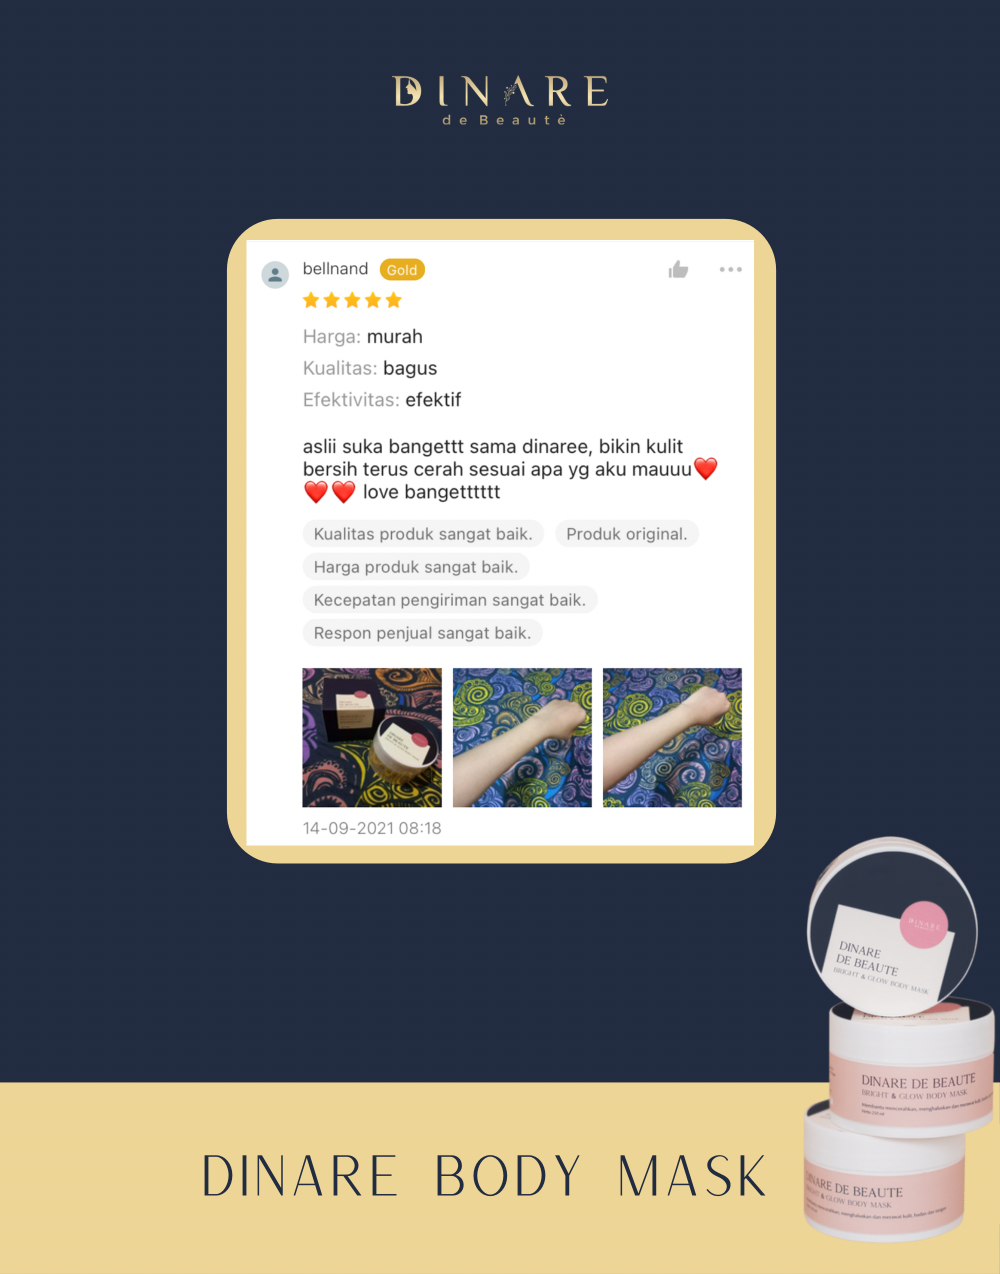 DINARE
de Beautè
bellnand Gold
Harga: murah
Kualitas: bagus
Efektivitas: efektif
aslii suka bangettt sama dinaree, bikin kulit
bersih terus cerah sesuai apa yg aku mauuu❤️
❤️❤️ love bangetttttt
Kualitas produk sangat baik. Produk original.
Harga produk sangat baik.
Kecepatan pengiriman sangat baik.
Respon penjual sangat baik.
14-09-2021 08:18
DINARE
DINARE
DE BEAUTE
BRIGHT & GLOW BODY MASK
DINARE DE BEAUTE
BRIGHT & GLOW BODY MASK
DINARE BODY MASK
DINARE DE BEAUTE
BRIGHT & GLOW BODY MASK